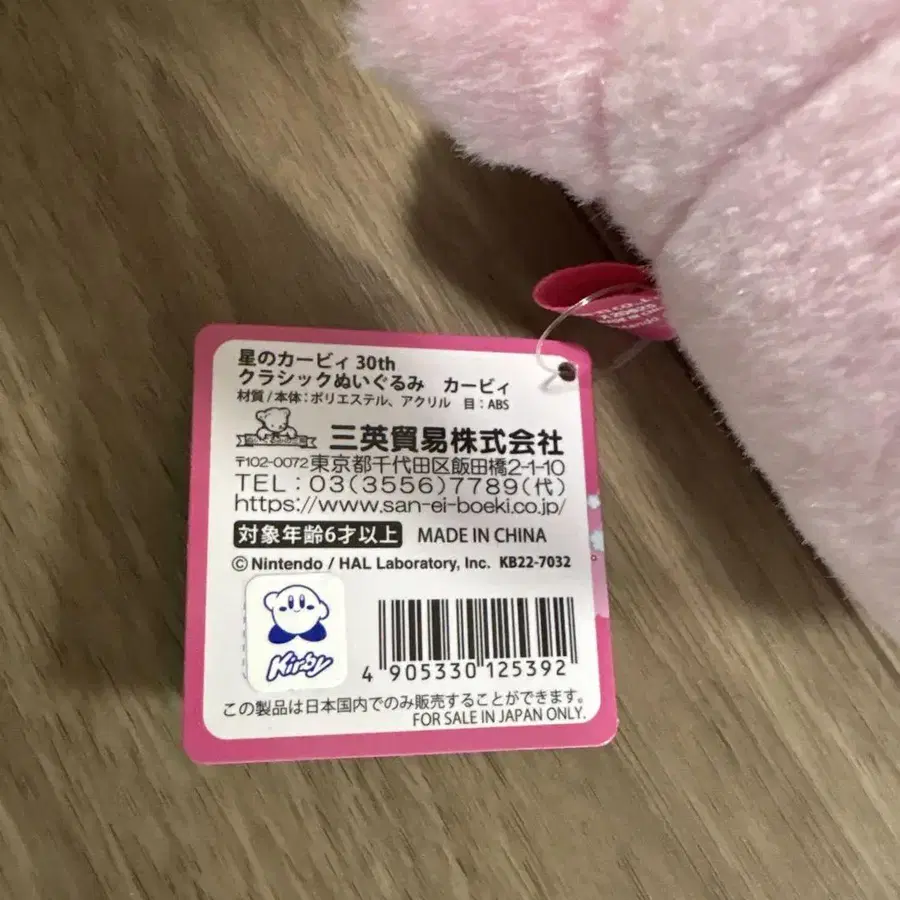 星のカービィ 30th
クラシックぬいぐるみ カービィ
材質/本体:ポリエステル、アクリル 目:ABS
三英貿易株式会社
〒102-0072東京都千代田区飯田橋2-1-10
TEL:03(3556)7789(代)
https://www.san-ei-boeki.co.jp/
対象年齢6才以上 MADE IN CHINA
© Nintendo / HAL Laboratory, Inc. KB22-7032
Kirby
4 905330 125392
この製品は日本国内でのみ販売することができます。
FOR SALE IN JAPAN ONLY.